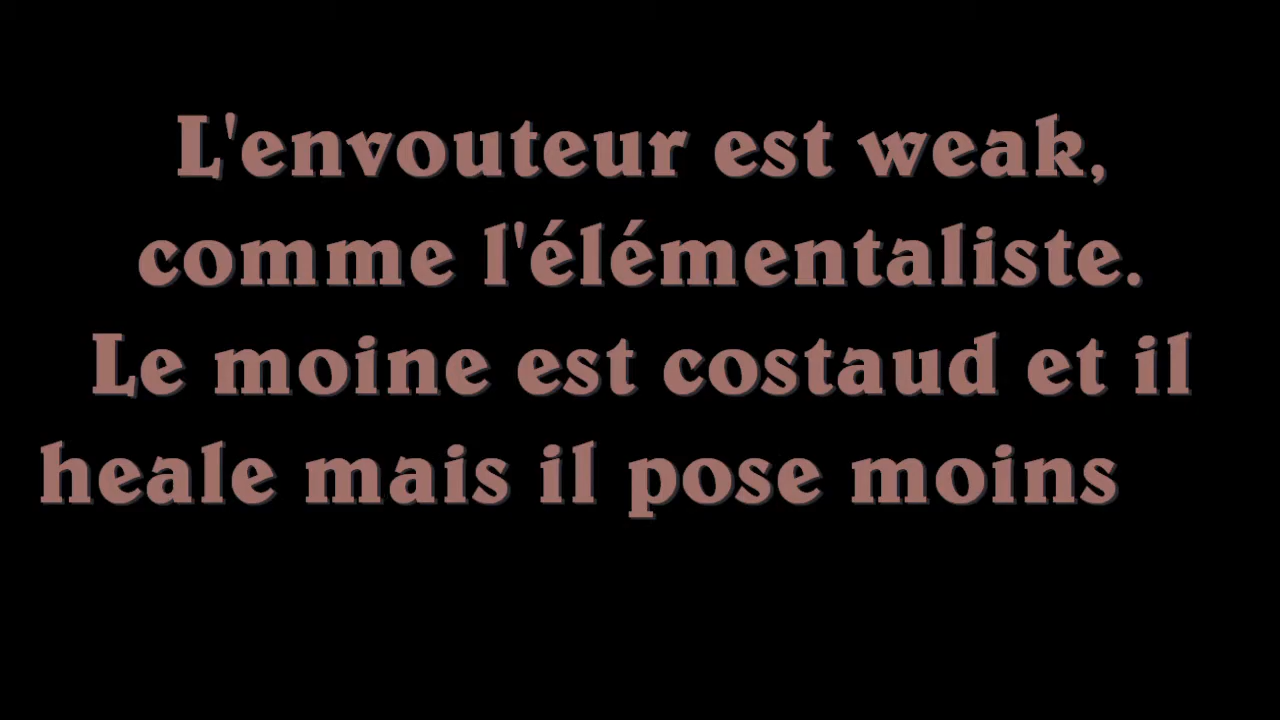 L'envouteur est weak,
comme l'élémentaliste.
Le moine est costaud et il
heale mais il pose moins